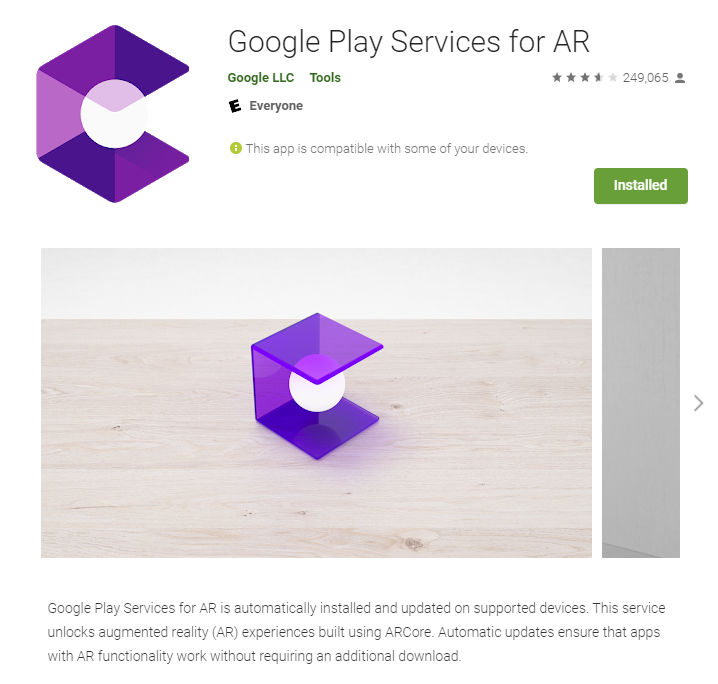 Google Play Services for AR
Google LLC Tools
249,065
E Everyone
This app is compatible with some of your devices.
Installed
Google Play Services for AR is automatically installed and updated on supported devices. This service
unlocks augmented reality (AR) experiences built using ARCore. Automatic updates ensure that apps
with AR functionality work without requiring an additional download.